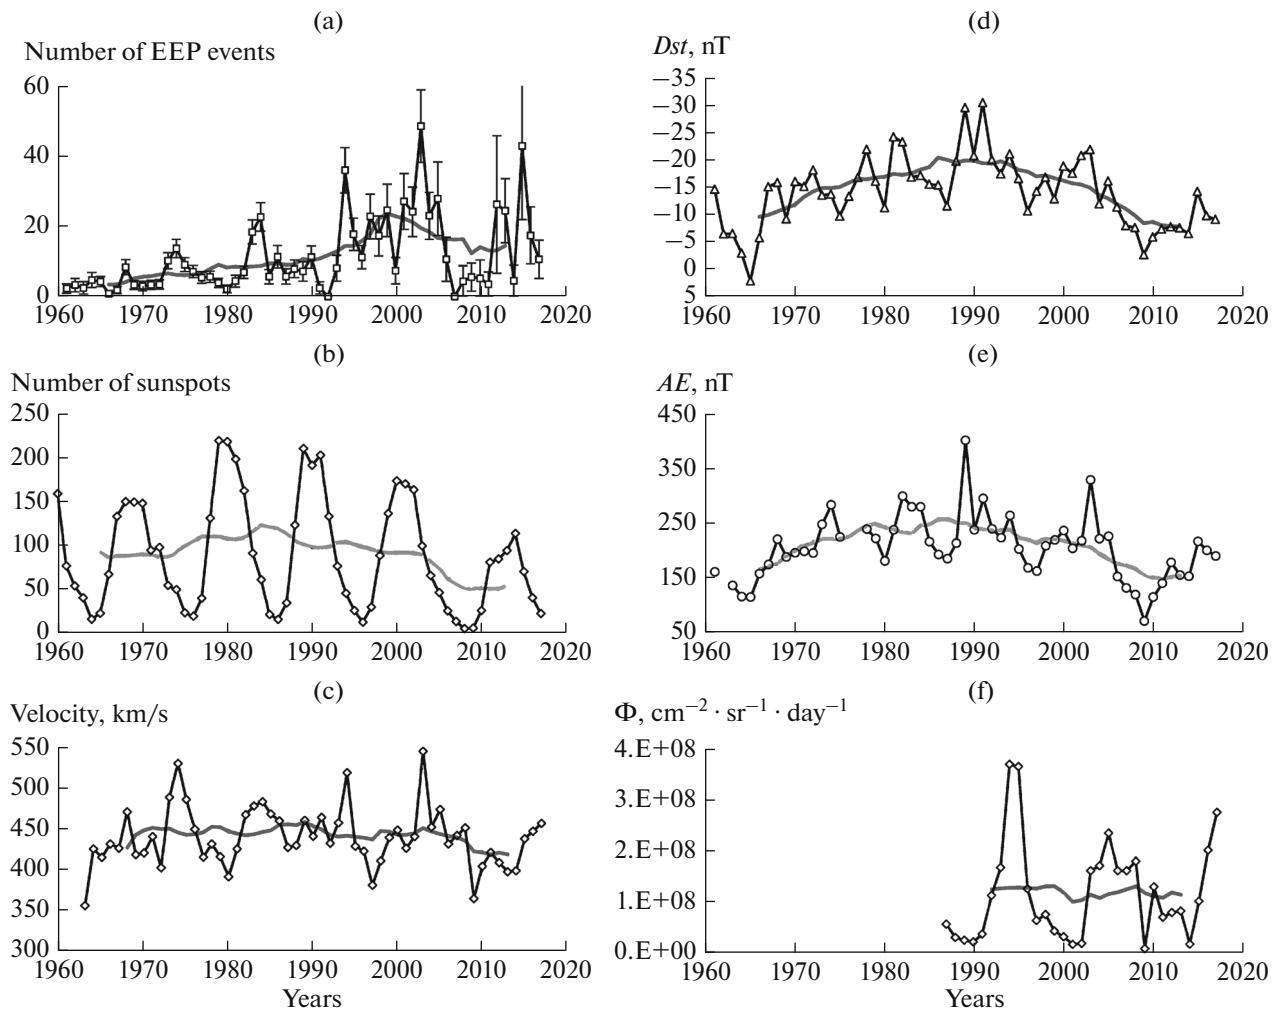 (a)
Number of EEP events
60
40
20
0
1960 1970 1980 1990 2000 2010 2020
(b)
Number of sunspots
250
200
150
100
50
0
1960 1970 1980 1990 2000 2010 2020
(c)
Velocity, km/s
550
500
450
400
350
300
1960 1970 1980 1990 2000 2010 2020
Years
(d)
Dst, nT
−35
−30
−25
−20
−15
−10
−5
0
5
1960 1970 1980 1990 2000 2010 2020
(e)
AE, nT
450
350
250
150
50
1960 1970 1980 1990 2000 2010 2020
(f)
Φ, cm⁻² · sr⁻¹ · day⁻¹
4.E+08
3.E+08
2.E+08
1.E+08
0.E+00
1960 1970 1980 1990 2000 2010 2020
Years